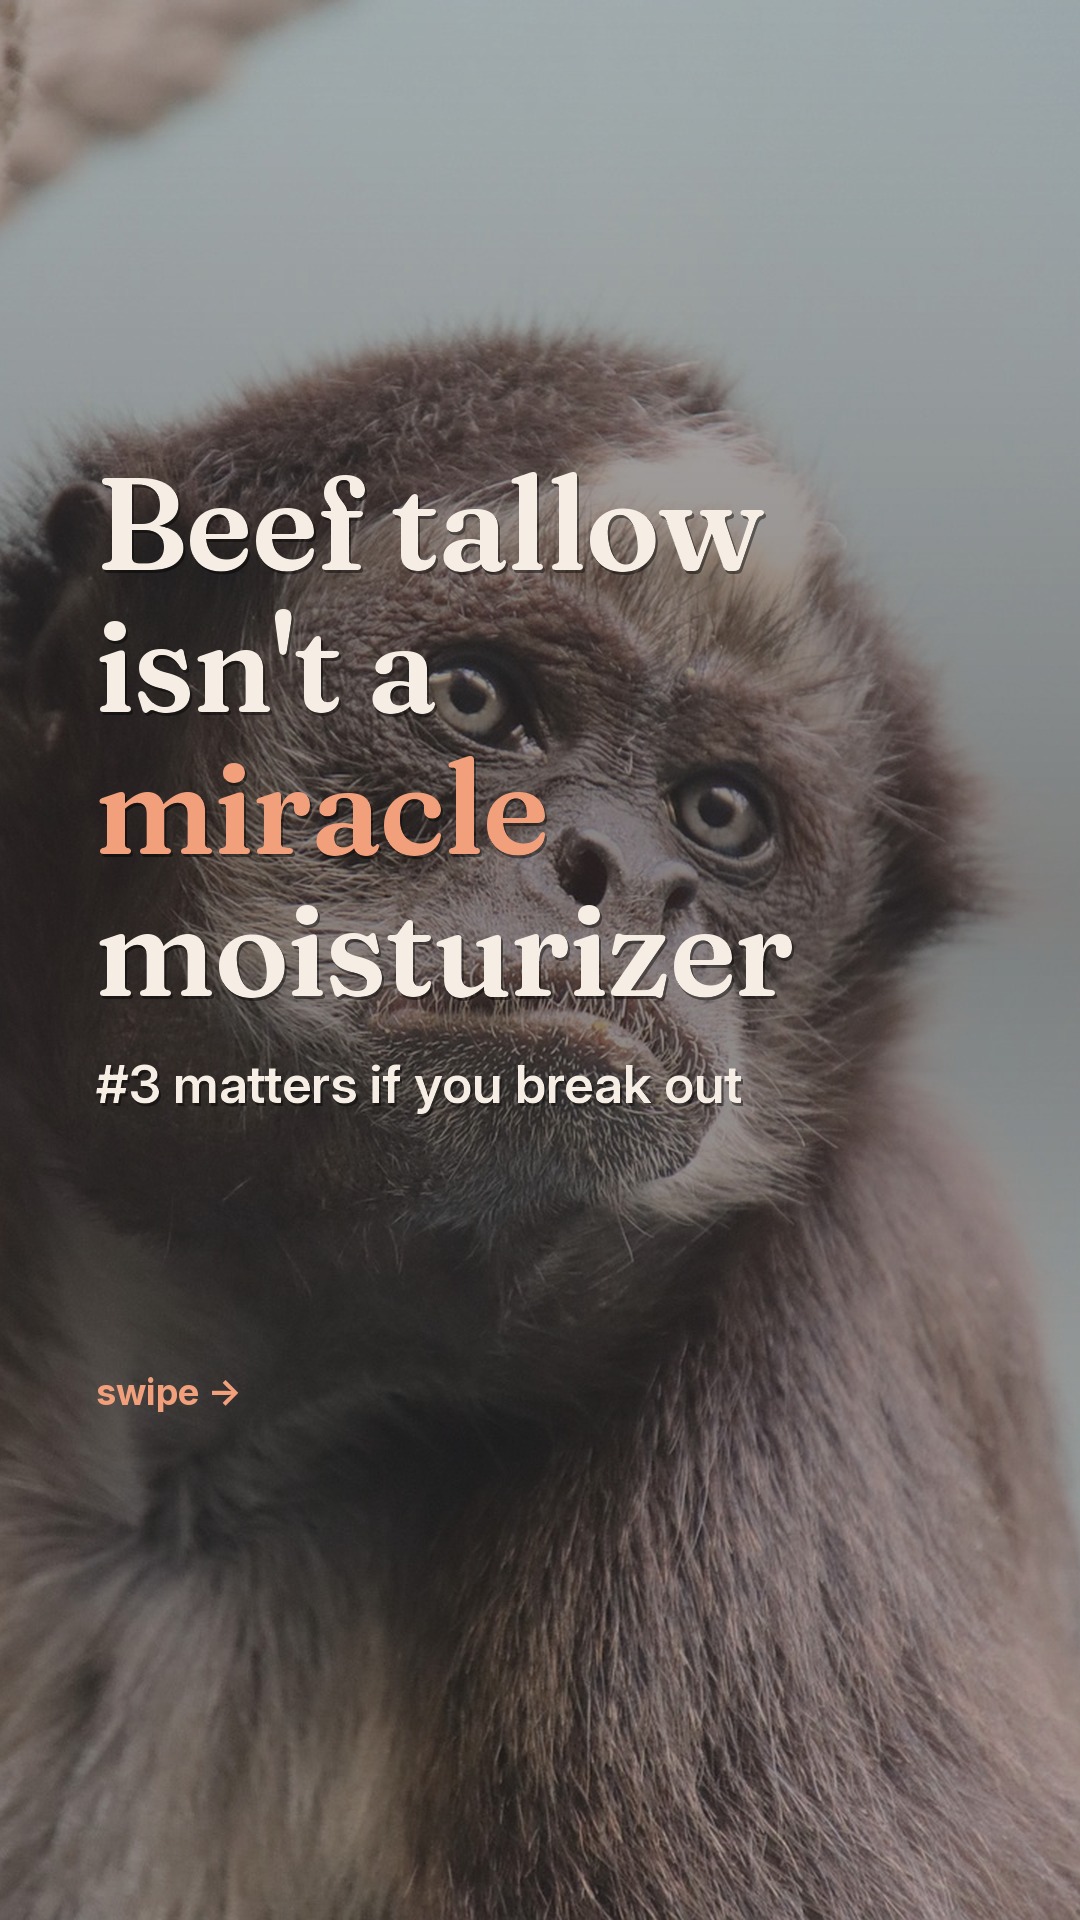 Beef tallow
isn't a
miracle
moisturizer
#3 matters if you break out
swipe →